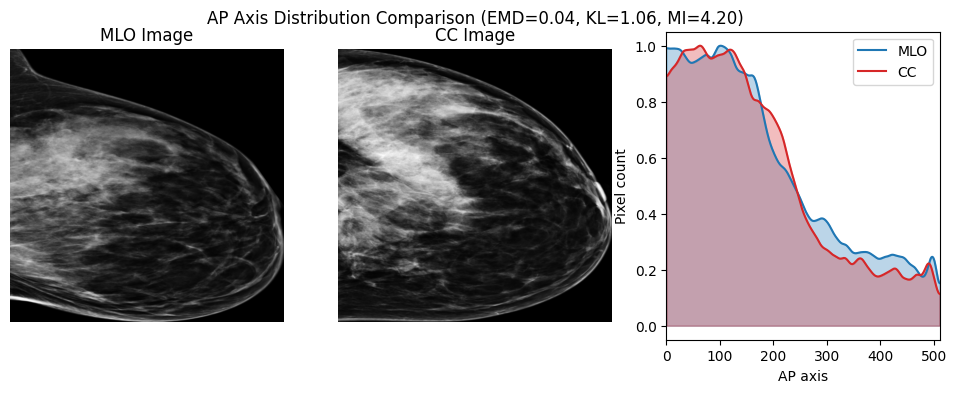 AP Axis Distribution Comparison (EMD=0.04, KL=1.06, MI=4.20)
MLO Image
CC Image
MLO
CC
Pixel count
1.0
0.8
0.6
0.4
0.2
0.0
0 100 200 300 400 500
AP axis